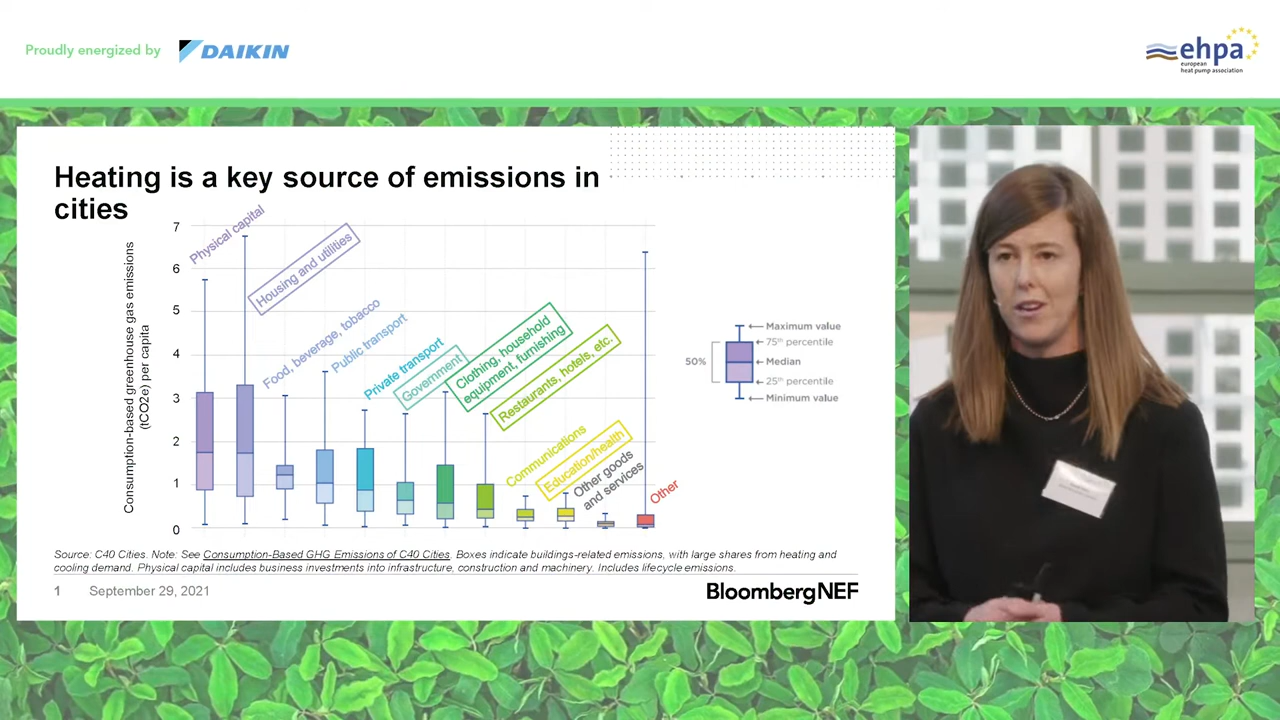 Proudly energized by
DAIKIN
ehpa
european
heat pump association
Heating is a key source of emissions in
cities
Consumption-based greenhouse gas emissions
(tCO2e) per capita
7
6
5
4
3
2
1
0
Physical capital
Housing and utilities
Food, beverage, tobacco
Public transport
Private transport
Government
Clothing, household
equipment, furnishing
Restaurants, hotels, etc.
Communications
Education/health
Other goods
and services
Other
50%
Maximum value
75th percentile
Median
25th percentile
Minimum value
Source: C40 Cities. Note: See Consumption-Based GHG Emissions of C40 Cities. Boxes indicate buildings-related emissions, with large shares from heating and
cooling demand. Physical capital includes business investments into infrastructure, construction and machinery. Includes lifecycle emissions.
1 September 29, 2021
BloombergNEF